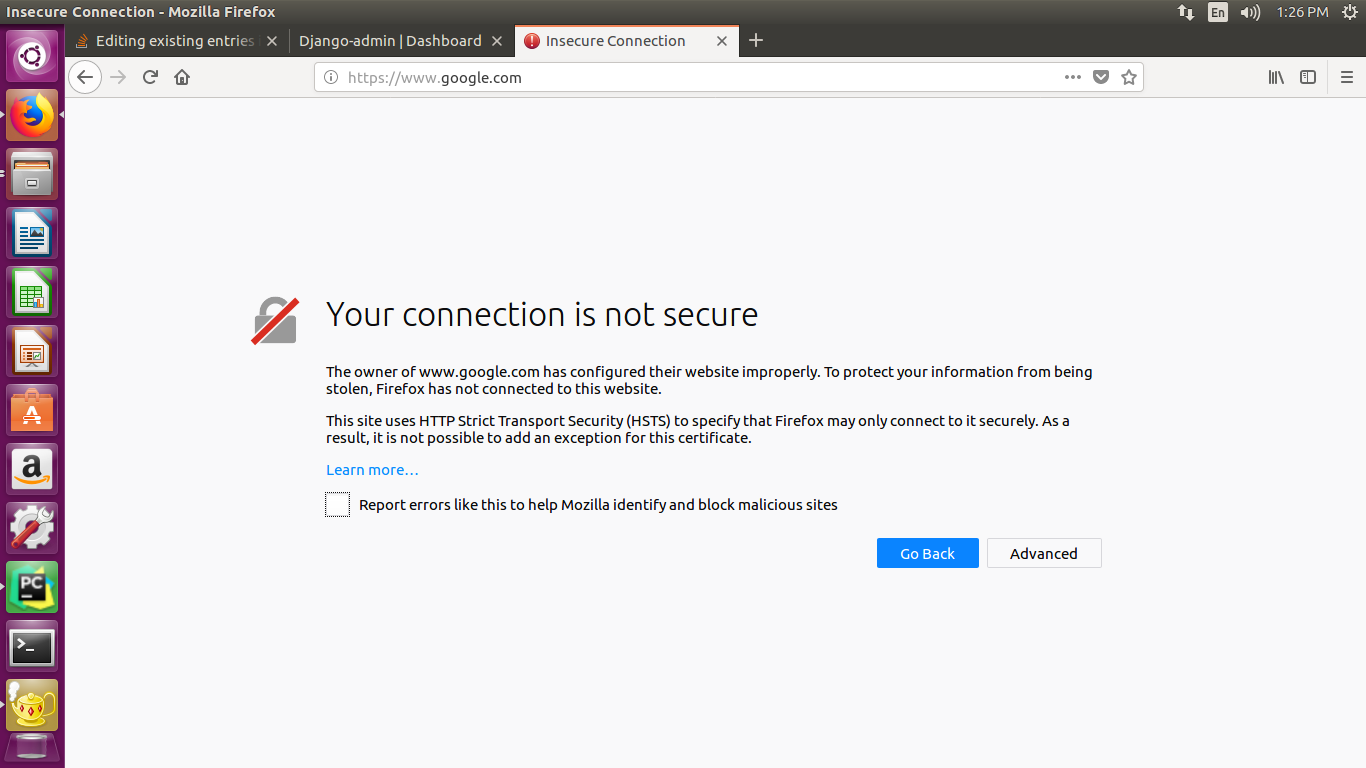 Insecure Connection - Mozilla Firefox
En
1:26 PM
Editing existing entries
Django-admin | Dashboard
Insecure Connection
https://www.google.com
Your connection is not secure
The owner of www.google.com has configured their website improperly. To protect your information from being
stolen, Firefox has not connected to this website.
This site uses HTTP Strict Transport Security (HSTS) to specify that Firefox may only connect to it securely. As a
result, it is not possible to add an exception for this certificate.
Learn more…
Report errors like this to help Mozilla identify and block malicious sites
Go Back
Advanced
a
PC
>_